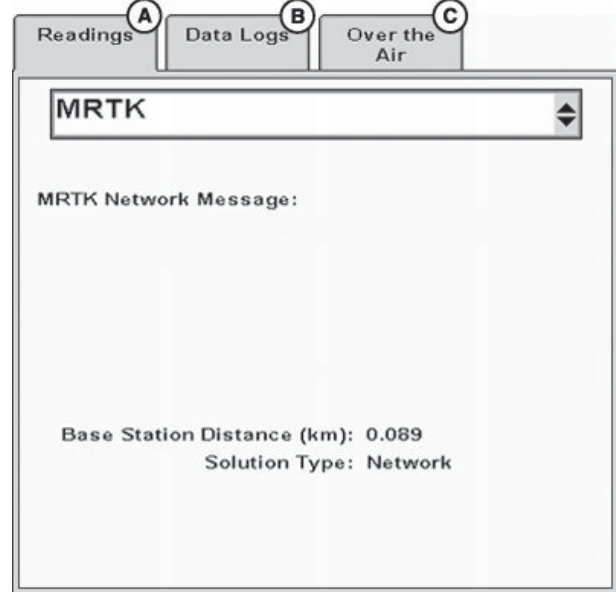 A
B
C
Readings
Data Logs
Over the
Air
MRTK
MRTK Network Message:
Base Station Distance (km): 0.089
Solution Type: Network